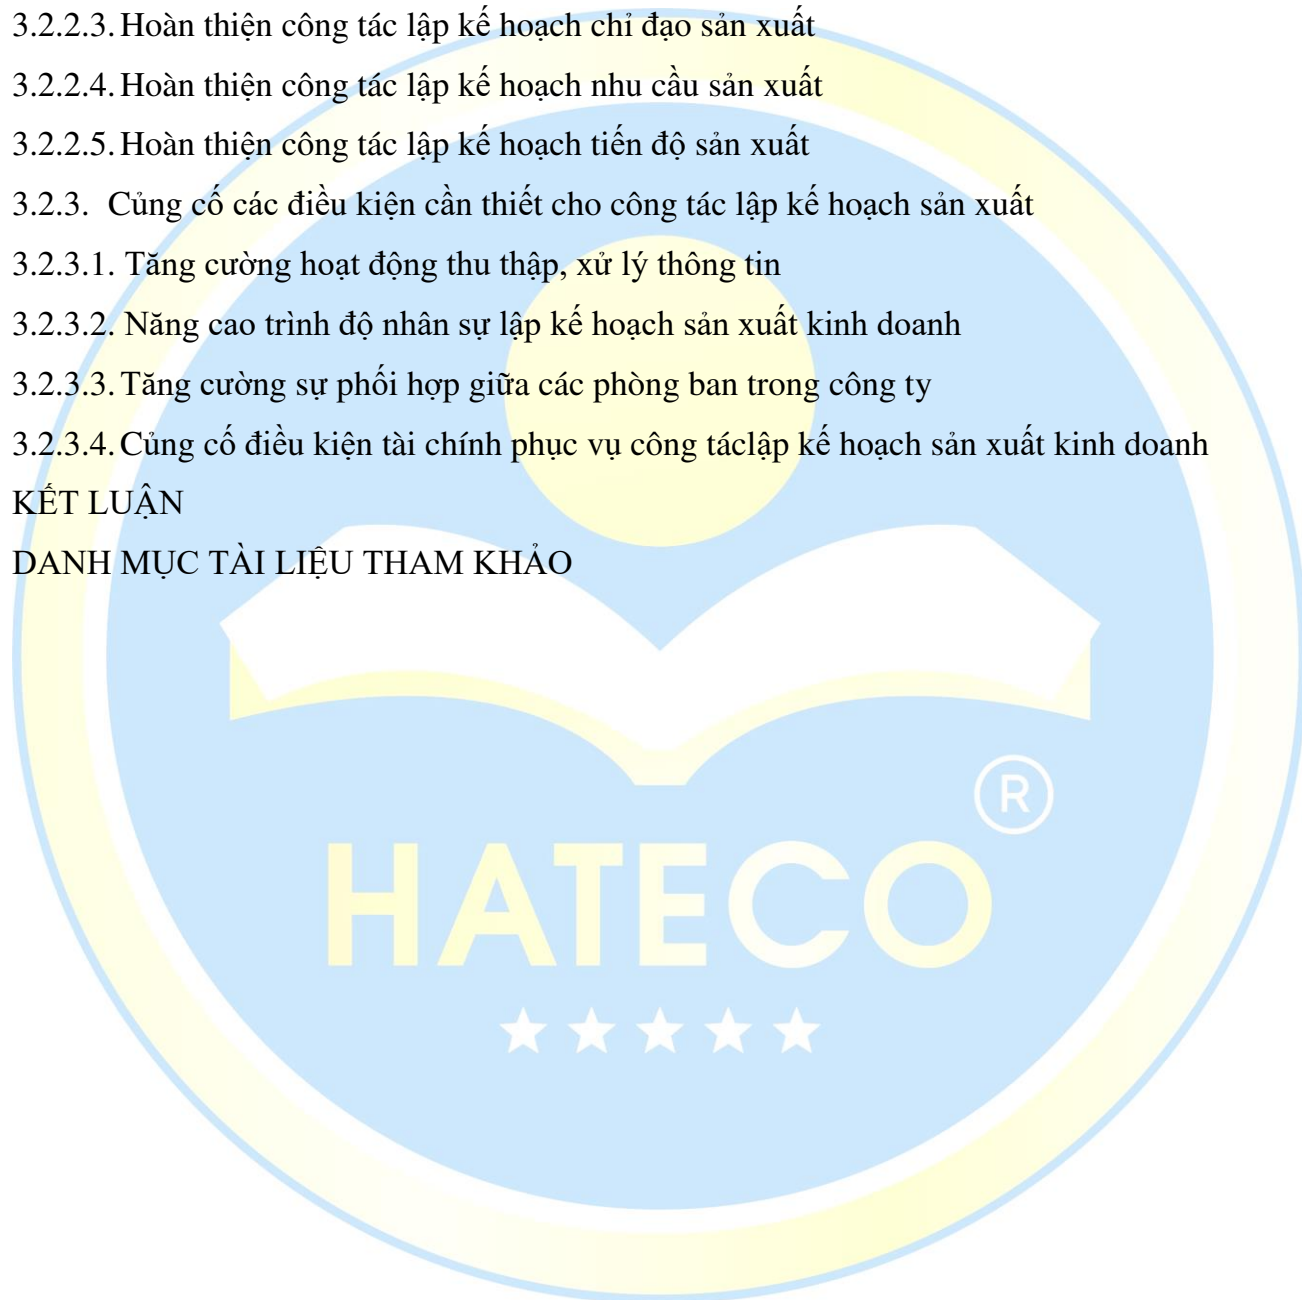 3.2.2.3. Hoàn thiện công tác lập kế hoạch chỉ đạo sản xuất
3.2.2.4. Hoàn thiện công tác lập kế hoạch nhu cầu sản xuất
3.2.2.5. Hoàn thiện công tác lập kế hoạch tiến độ sản xuất
3.2.3. Củng cố các điều kiện cần thiết cho công tác lập kế hoạch sản xuất
3.2.3.1. Tăng cường hoạt động thu thập, xử lý thông tin
3.2.3.2. Năng cao trình độ nhân sự lập kế hoạch sản xuất kinh doanh
3.2.3.3. Tăng cường sự phối hợp giữa các phòng ban trong công ty
3.2.3.4. Củng cố điều kiện tài chính phục vụ công táclập kế hoạch sản xuất kinh doanh
KẾT LUẬN
DANH MỤC TÀI LIỆU THAM KHẢO
®
HATECO